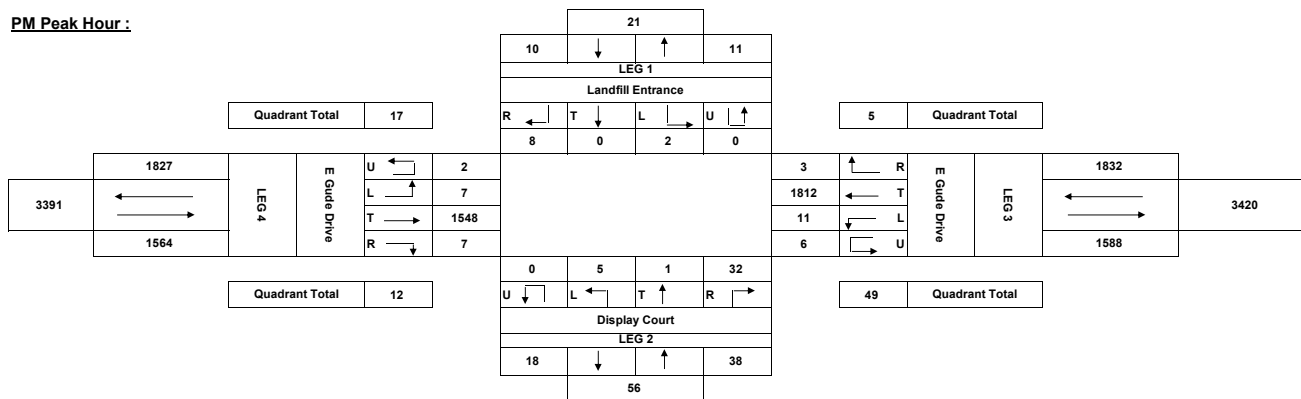 PM Peak Hour :
21
10 11
LEG 1
Landfill Entrance
Quadrant Total 17
R T L U
5 Quadrant Total
8 0 2 0
1827
U 2
3 R
1832
L 7
1812 T
3391
LEG 4
E Gude Drive
E Gude Drive
LEG 3
3420
T 1548
11 L
1564
R 7
6 U
1588
0 5 1 32
Quadrant Total 12
U L T R
49 Quadrant Total
Display Court
LEG 2
18 38
56